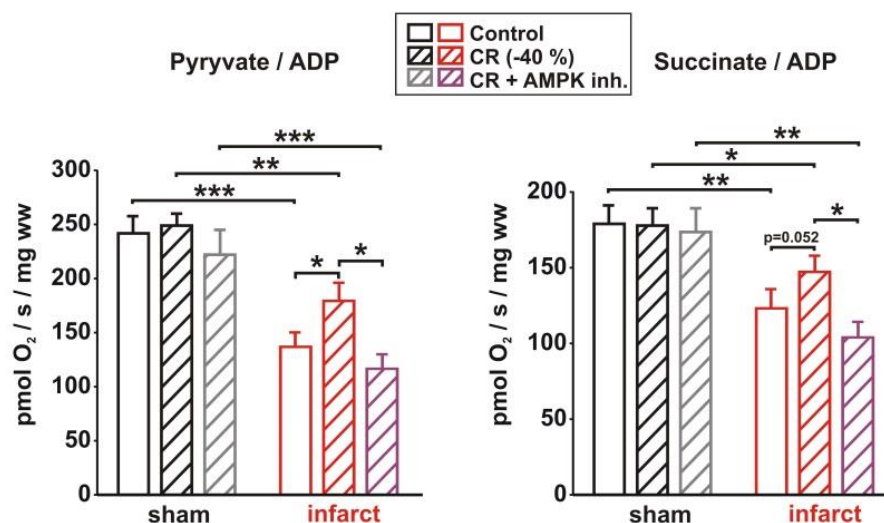 Control
CR (-40 %)
CR + AMPK inh.
Pyryvate / ADP
***
**
***
*
*
300
250
200
150
100
50
0
pmol O₂ / s / mg ww
sham
infarct
Succinate / ADP
**
*
**
*
p=0.052
200
150
100
50
0
pmol O₂ / s / mg ww
sham
infarct